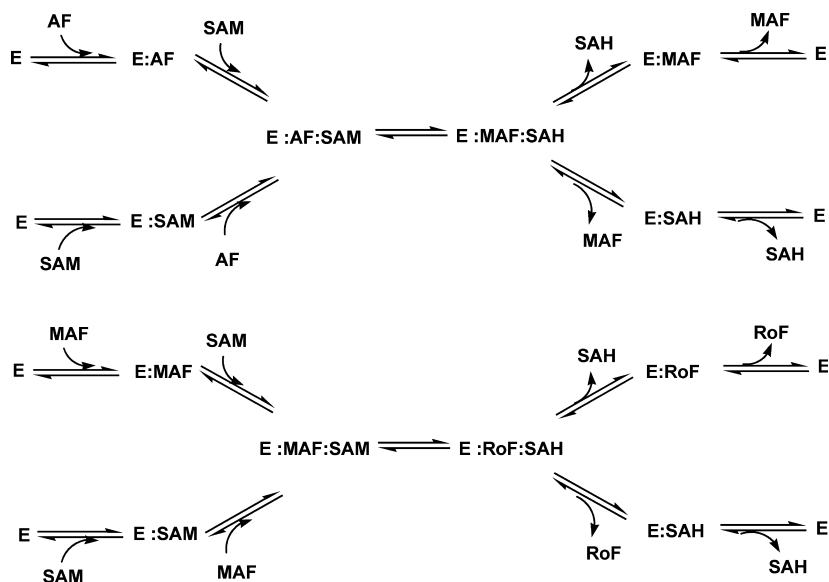 AF SAM SAH MAF
E E:AF E:MAF E
E :AF:SAM E :MAF:SAH
E E :SAM E:SAH E
SAM AF MAF SAH
MAF SAM SAH RoF
E E:MAF E:RoF E
E :MAF:SAM E :RoF:SAH
E E :SAM E:SAH E
SAM MAF RoF SAH